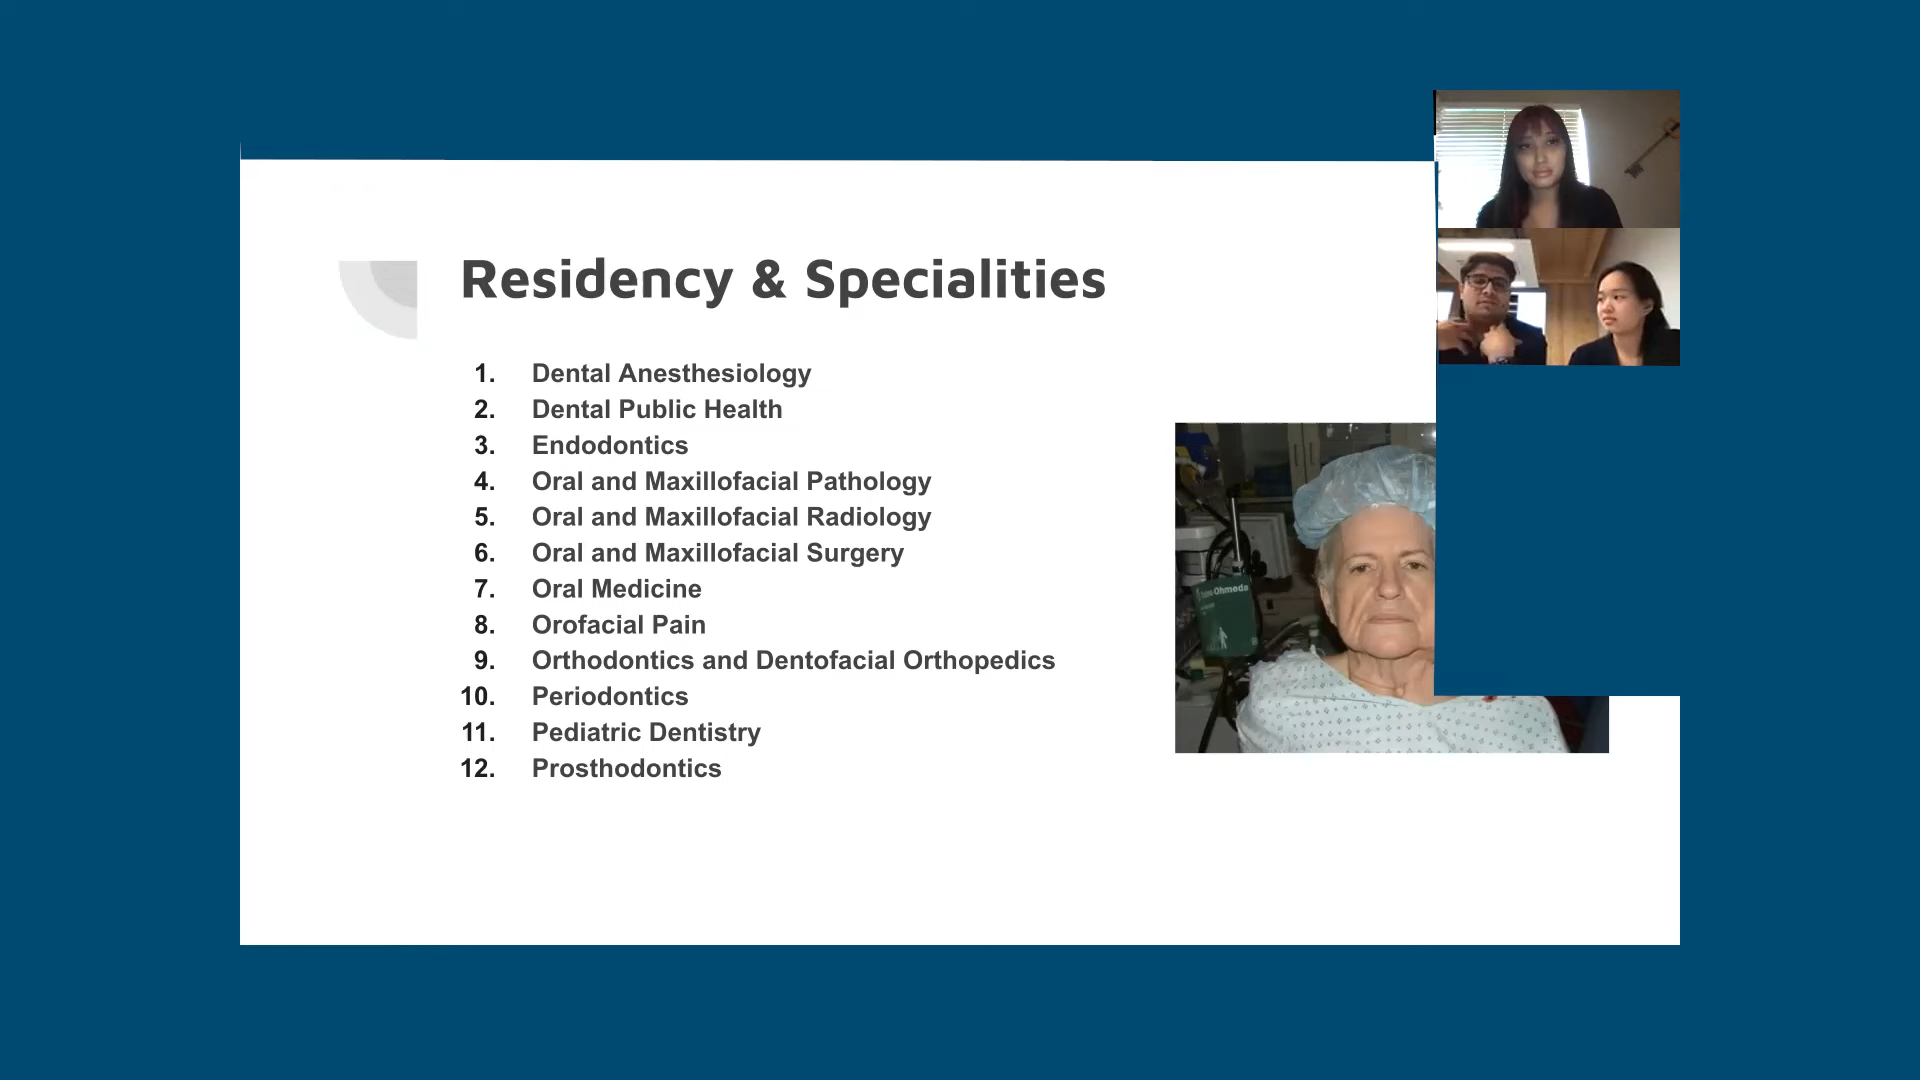 Residency & Specialities
1. Dental Anesthesiology
2. Dental Public Health
3. Endodontics
4. Oral and Maxillofacial Pathology
5. Oral and Maxillofacial Radiology
6. Oral and Maxillofacial Surgery
7. Oral Medicine
8. Orofacial Pain
9. Orthodontics and Dentofacial Orthopedics
10. Periodontics
11. Pediatric Dentistry
12. Prosthodontics
Ohmeda